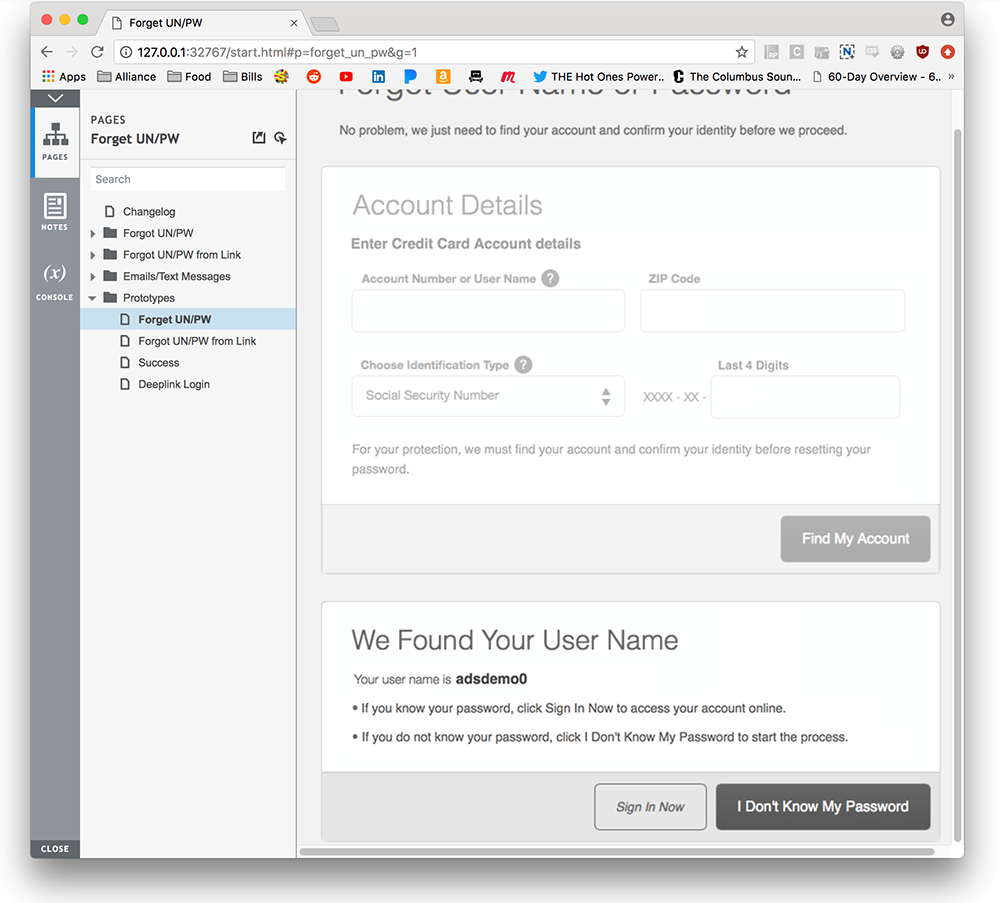 Forget UN/PW
127.0.0.1:32767/start.html#p=forget_un_pw&g=1
Apps Alliance Food Bills THE Hot Ones Power.. The Columbus Soun... 60-Day Overview - 6.. »
PAGES
NOTES
(x)
CONSOLE
CLOSE
PAGES
Forget UN/PW
Search
Changelog
Forgot UN/PW
Forgot UN/PW from Link
Emails/Text Messages
Prototypes
Forget UN/PW
Forgot UN/PW from Link
Success
Deeplink Login
Forget User Name or Password
No problem, we just need to find your account and confirm your identity before we proceed.
Account Details
Enter Credit Card Account details
Account Number or User Name ? ZIP Code
Choose Identification Type ? Last 4 Digits
Social Security Number XXXX - XX -
For your protection, we must find your account and confirm your identity before resetting your
password.
Find My Account
We Found Your User Name
Your user name is adsdemo0
• If you know your password, click Sign In Now to access your account online.
• If you do not know your password, click I Don't Know My Password to start the process.
Sign In Now I Don't Know My Password